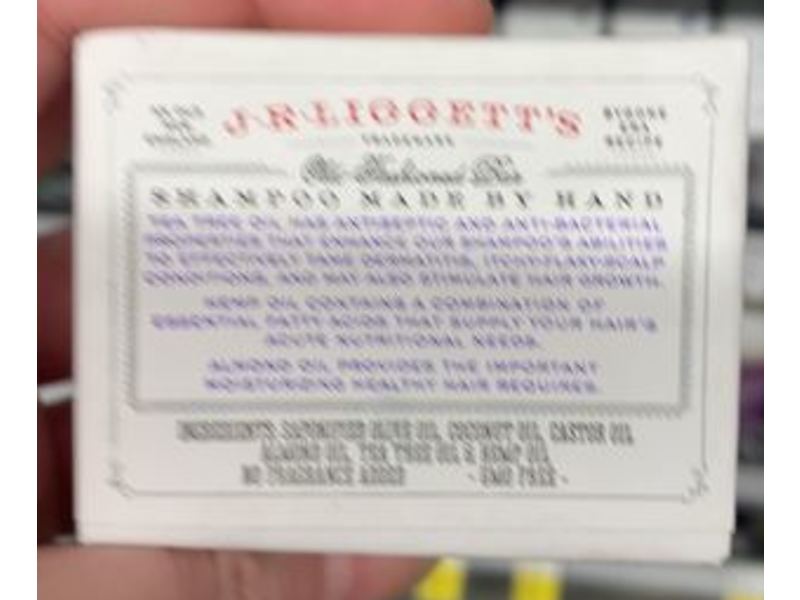 J·R·LIGGETT'S
TRADEMARK
Old-Fashioned Bar
SHAMPOO MADE BY HAND
TEA TREE OIL HAS ANTISEPTIC AND ANTI-BACTERIAL
PROPERTIES THAT ENHANCE OUR SHAMPOO'S ABILITIES
TO EFFECTIVELY TAME DERMATITIS, ITCHY/FLAKY-SCALP
CONDITIONS, AND MAY ALSO STIMULATE HAIR GROWTH.
HEMP OIL CONTAINS A COMBINATION OF
ESSENTIAL FATTY ACIDS THAT SUPPLY YOUR HAIR'S
ACUTE NUTRITIONAL NEEDS.
ALMOND OIL PROVIDES THE IMPORTANT
MOISTURIZING HEALTHY HAIR REQUIRES.
INGREDIENTS: SAPONIFIED OLIVE OIL, COCONUT OIL, CASTOR OIL
ALMOND OIL, TEA TREE OIL & HEMP OIL
NO FRAGRANCE ADDED - GMO FREE -